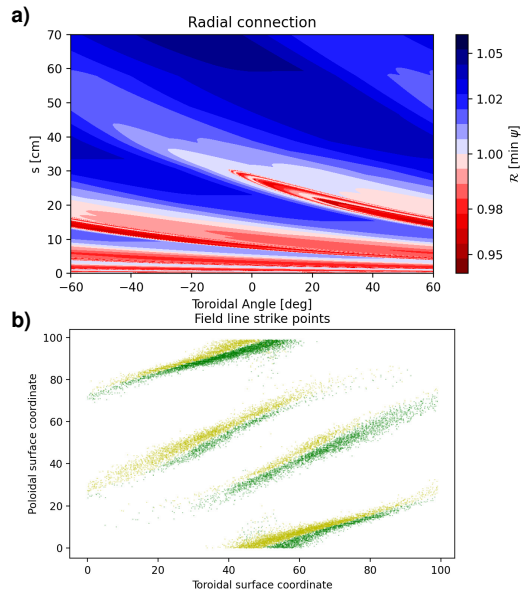 a)
Radial connection
70
60
50
40
30
20
10
0
s [cm]
−60 −40 −20 0 20 40 60
Toroidal Angle [deg]
1.05
1.02
1.00
0.98
0.95
ℛ [min ψ]
b)
Field line strike points
100
80
60
40
20
0
Poloidal surface coordinate
0 20 40 60 80 100
Toroidal surface coordinate